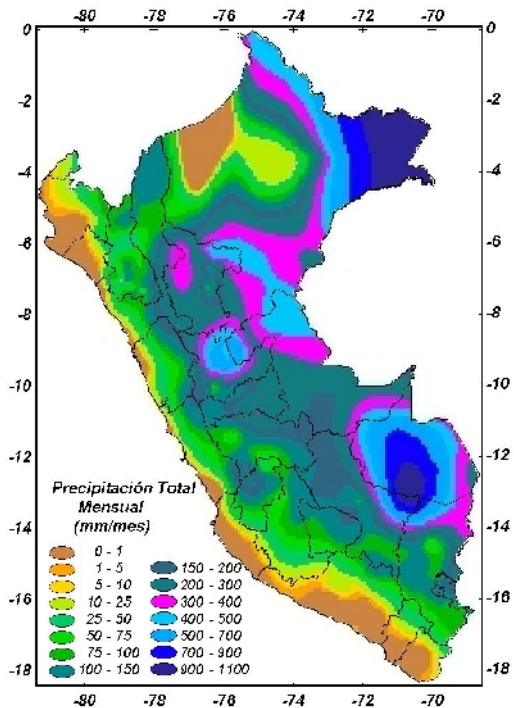 -80 -78 -76 -74 -72 -70
0 0
-2 -2
-4 -4
-6 -6
-8 -8
-10 -10
-12 -12
-14 -14
-16 -16
-18 -18
Precipitación Total
Mensual
(mm/mes)
0 - 1
1 - 5
5 - 10
10 - 25
25 - 50
50 - 75
75 - 100
100 - 150
150 - 200
200 - 300
300 - 400
400 - 500
500 - 700
700 - 900
900 - 1100
-80 -78 -76 -74 -72 -70